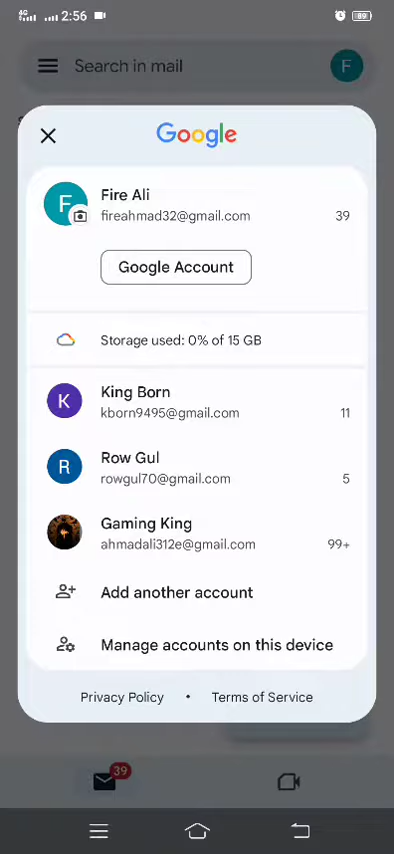 4G 2:56 89
Search in mail F
Google
F Fire Ali
fireahmad32@gmail.com 39
Google Account
Storage used: 0% of 15 GB
K King Born
kborn9495@gmail.com 11
R Row Gul
rowgul70@gmail.com 5
Gaming King
ahmadali312e@gmail.com 99+
Add another account
Manage accounts on this device
Privacy Policy • Terms of Service
39